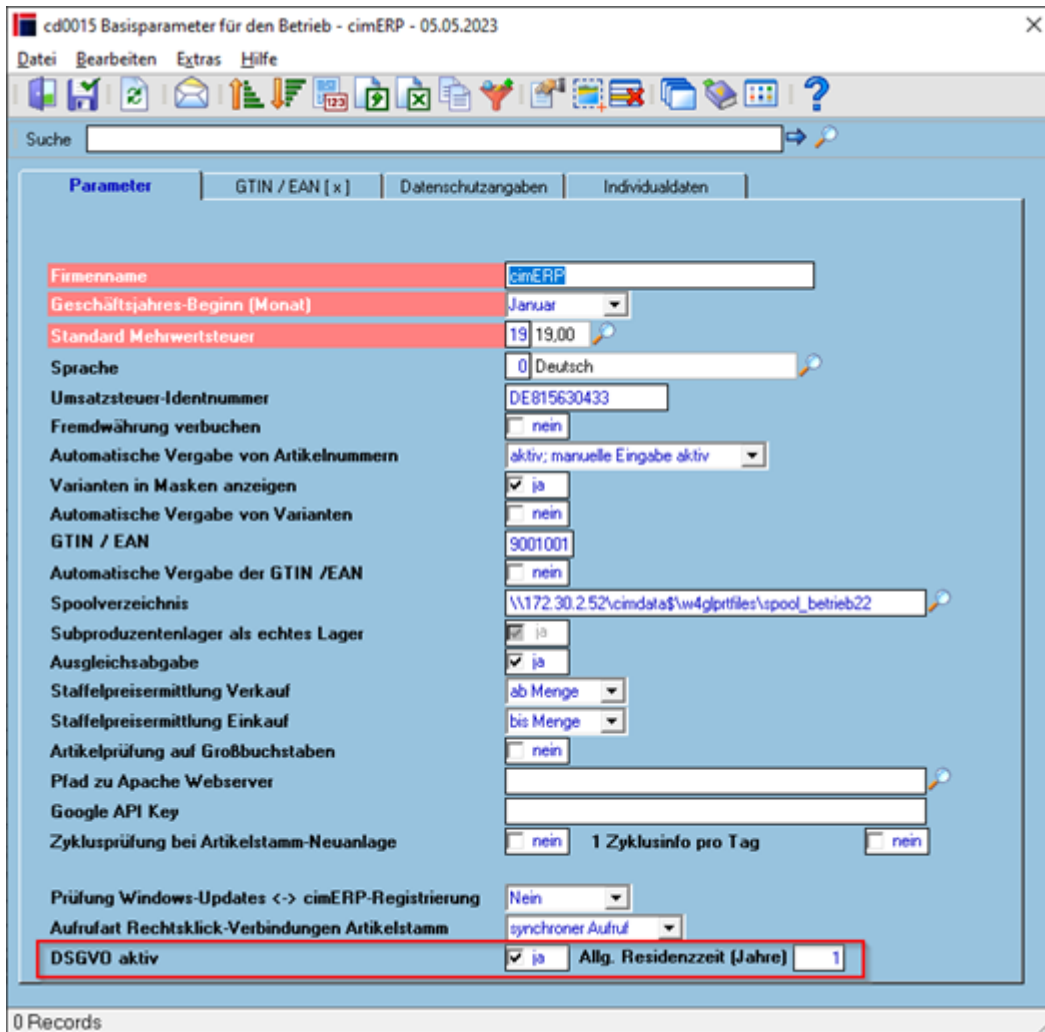 cd0015 Basisparameter für den Betrieb - cimERP - 05.05.2023
Datei Bearbeiten Extras Hilfe
123
Suche
Parameter GTIN / EAN [ x ] Datenschutzangaben Individualdaten
Firmenname cimERP
Geschäftsjahres-Beginn (Monat) Januar
Standard Mehrwertsteuer 19 19,00
Sprache 0 Deutsch
Umsatzsteuer-Identnummer DE815630433
Fremdwährung verbuchen nein
Automatische Vergabe von Artikelnummern aktiv; manuelle Eingabe aktiv
Varianten in Masken anzeigen ja
Automatische Vergabe von Varianten nein
GTIN / EAN 9001001
Automatische Vergabe der GTIN /EAN nein
Spoolverzeichnis \\172.30.2.52\cimdata$\w4glprtfiles\spool_betrieb22
Subproduzentenlager als echtes Lager ja
Ausgleichsabgabe ja
Staffelpreisermittlung Verkauf ab Menge
Staffelpreisermittlung Einkauf bis Menge
Artikelprüfung auf Großbuchstaben nein
Pfad zu Apache Webserver
Google API Key
Zyklusprüfung bei Artikelstamm-Neuanlage nein 1 Zyklusinfo pro Tag nein
Prüfung Windows-Updates <-> cimERP-Registrierung Nein
Aufrufart Rechtsklick-Verbindungen Artikelstamm synchroner Aufruf
DSGVO aktiv ja Allg. Residenzzeit (Jahre) 1
0 Records